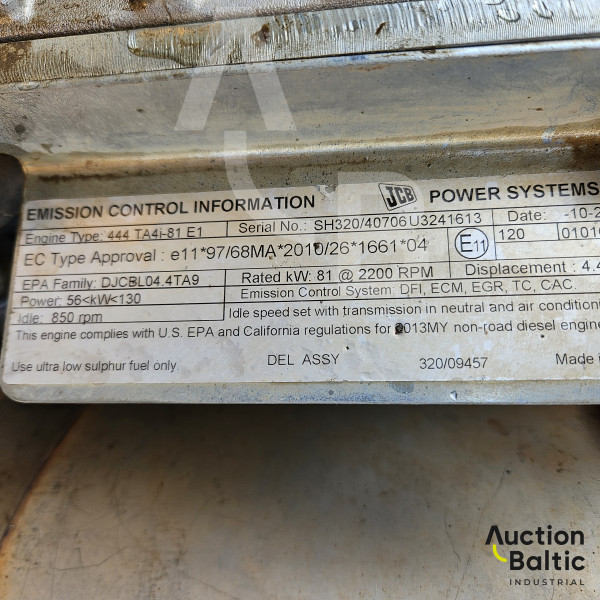 EMISSION CONTROL INFORMATION JCB POWER SYSTEMS
Engine Type: 444 TA4i-81 E1 Serial No.: SH320/40706U3241613 Date: -10-2
EC Type Approval : e11*97/68MA*2010/26*1661*04 E11 120 0101
EPA Family: DJCBL04.4TA9 Rated kW: 81 @ 2200 RPM Displacement : 4.4
Power: 56<kW<130 Emission Control System: DFI, ECM, EGR, TC, CAC.
Idle: 850 rpm Idle speed set with transmission in neutral and air condition
This engine complies with U.S. EPA and California regulations for 2013MY non-road diesel engine
Use ultra low sulphur fuel only DEL ASSY 320/09457 Made i
Auction
Baltic
INDUSTRIAL